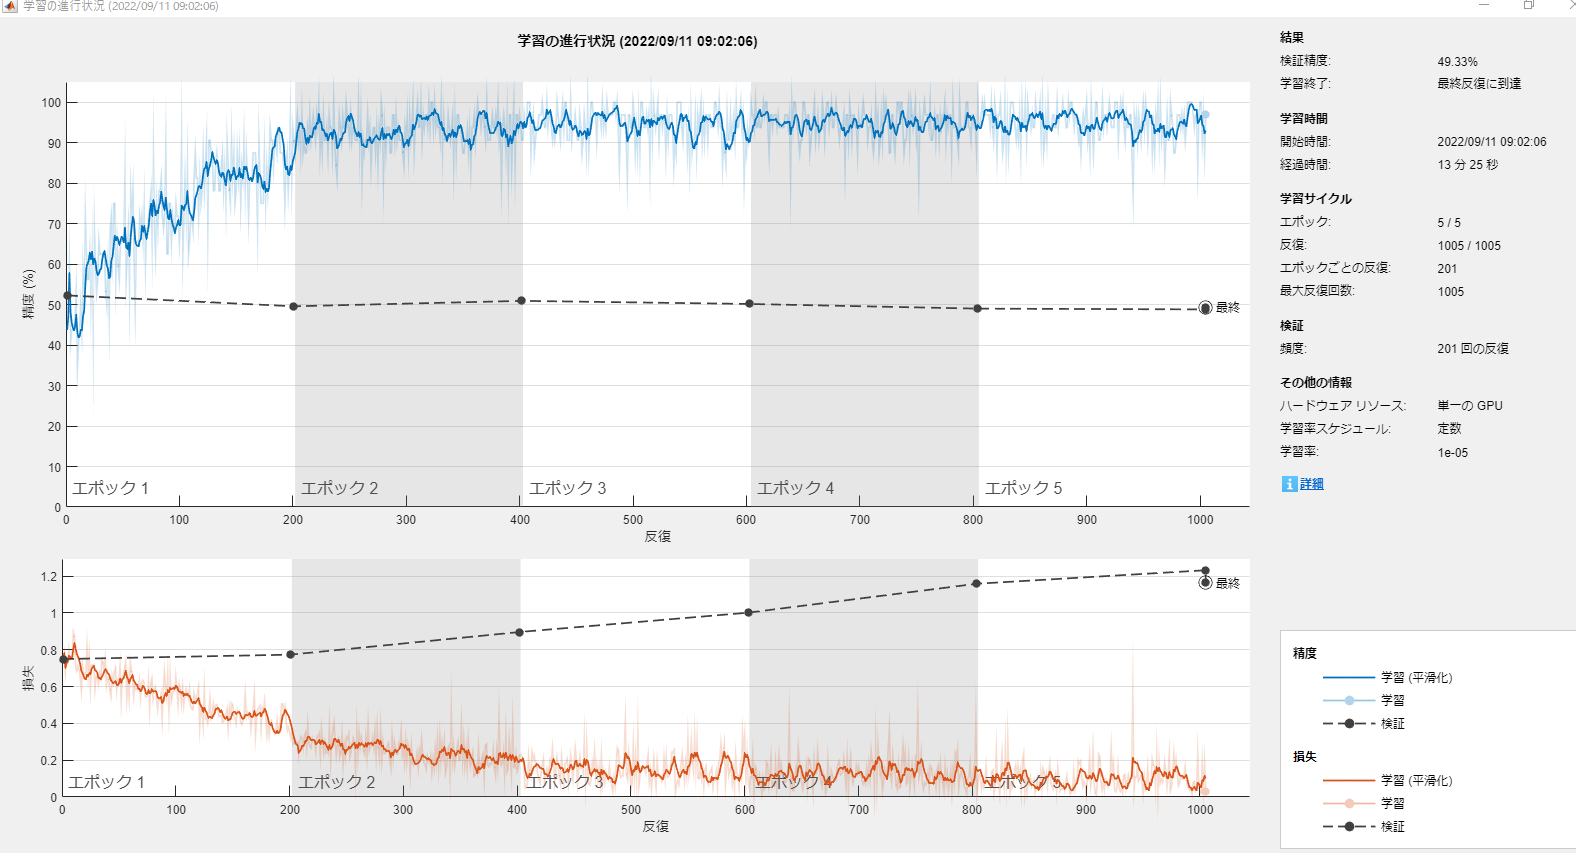 学習の進行状況 (2022/09/11 09:02:06)
学習の進行状況 (2022/09/11 09:02:06)
精度 (%)
100
90
80
70
60
50
40
30
20
10
0
最終
エポック 1
エポック 2
エポック 3
エポック 4
エポック 5
0 100 200 300 400 500 600 700 800 900 1000
反復
損失
1.2
1
0.8
0.6
0.4
0.2
0
最終
エポック 1
エポック 2
エポック 3
エポック 4
エポック 5
0 100 200 300 400 500 600 700 800 900 1000
反復
結果
検証精度: 49.33%
学習終了: 最終反復に到達
学習時間
開始時間: 2022/09/11 09:02:06
経過時間: 13 分 25 秒
学習サイクル
エポック: 5 / 5
反復: 1005 / 1005
エポックごとの反復: 201
最大反復回数: 1005
検証
頻度: 201 回の反復
その他の情報
ハードウェア リソース: 単一の GPU
学習率スケジュール: 定数
学習率: 1e-05
i 詳細
精度
学習 (平滑化)
学習
検証
損失
学習 (平滑化)
学習
検証